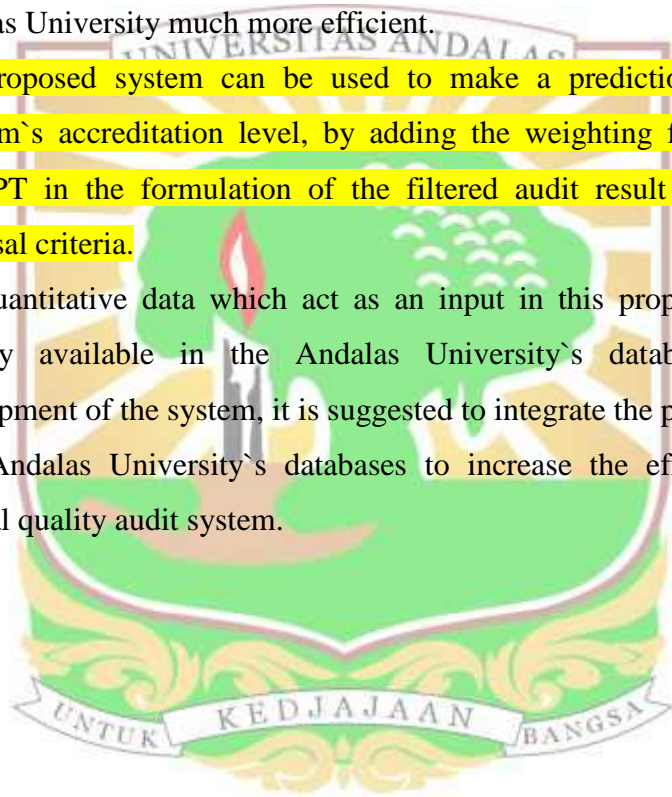 as University much more efficient.
UNIVERSITAS ANDALAS
roposed system can be used to make a predictio
m`s accreditation level, by adding the weighting f
PT in the formulation of the filtered audit result
sal criteria.
uantitative data which act as an input in this prop
y available in the Andalas University`s datab
pment of the system, it is suggested to integrate the p
Andalas University`s databases to increase the ef
l quality audit system.
UNTUK KEDJAJAAN BANGSA